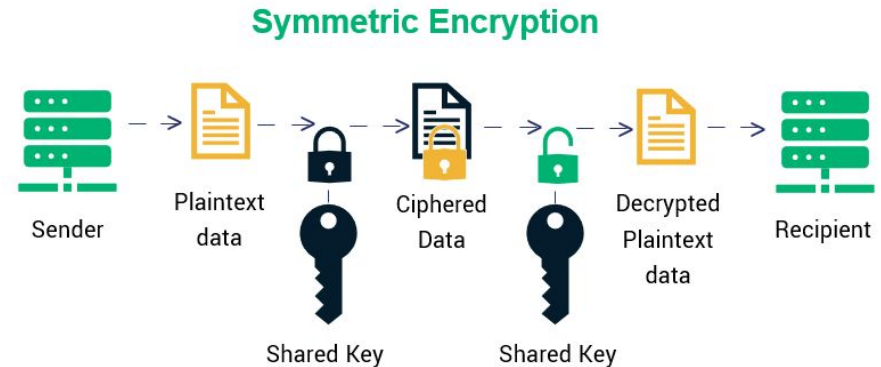 Symmetric Encryption
Sender
Plaintext
data
Ciphered
Data
Decrypted
Plaintext
data
Recipient
Shared Key
Shared Key